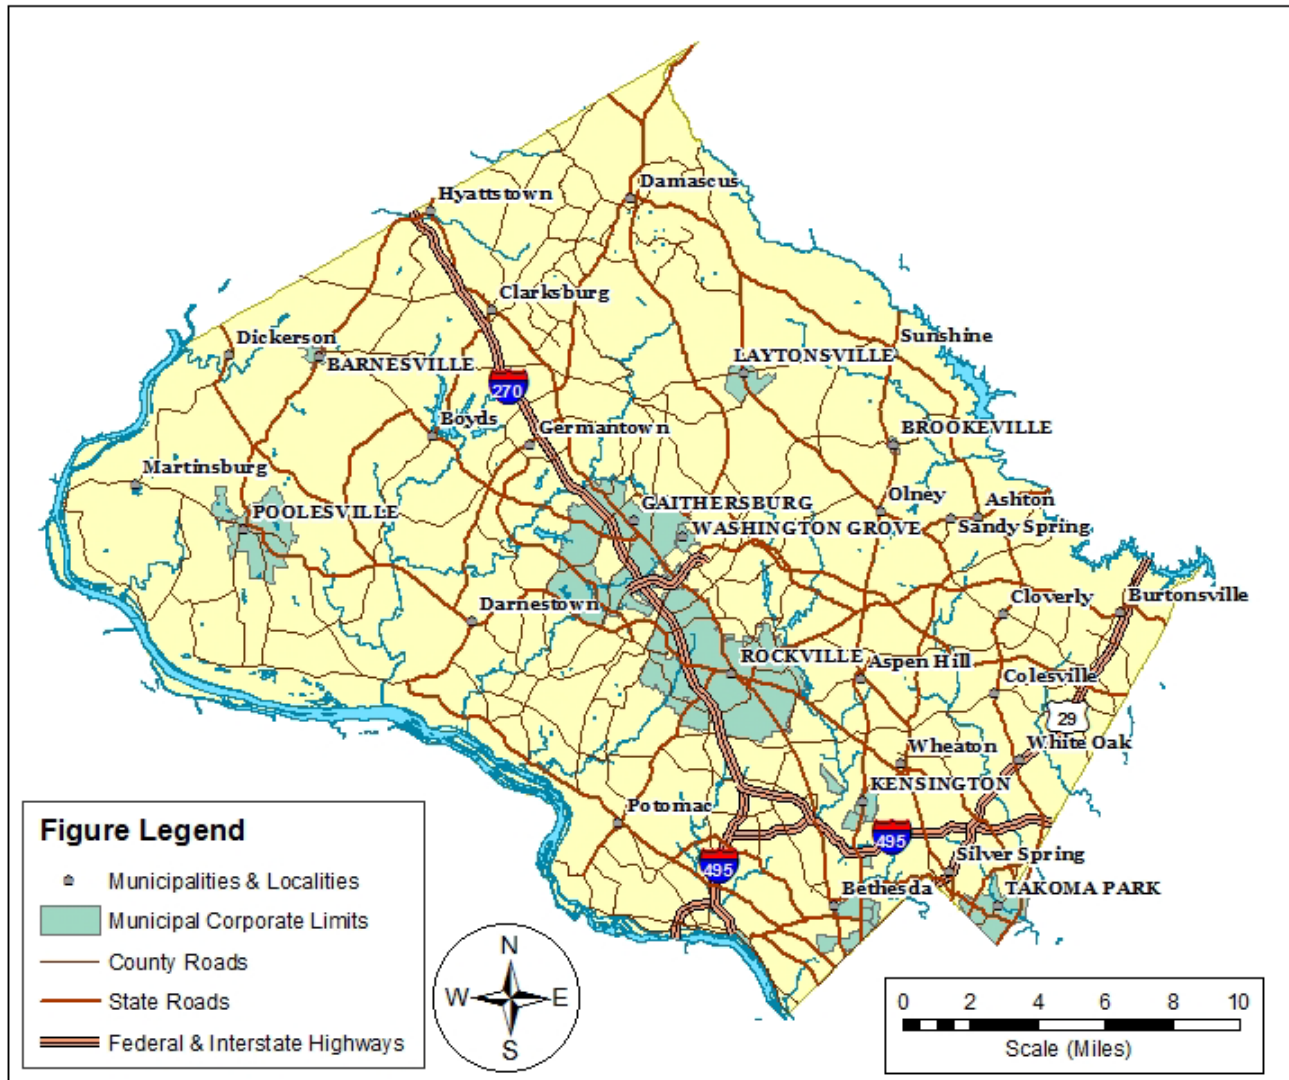 Damascus
Hyattstown
Clarksburg
Sunshine
Dickerson
LAYTONSVILLE
BARNESVILLE
270
Boyds
Germantown
BROOKEVILLE
Martinsburg
Olney
Ashton
GAITHERSBURG
POOLESVILLE
WASHINGTON GROVE
Sandy Spring
Darnestown
Cloverly
Burtonsville
ROCKVILLE
Aspen Hill
Colesville
29
Wheaton
White Oak
KENSINGTON
Potomac
495
Silver Spring
495
Bethesda
TAKOMA PARK
Figure Legend
Municipalities & Localities
Municipal Corporate Limits
County Roads
State Roads
Federal & Interstate Highways
N
W E
S
0 2 4 6 8 10
Scale (Miles)